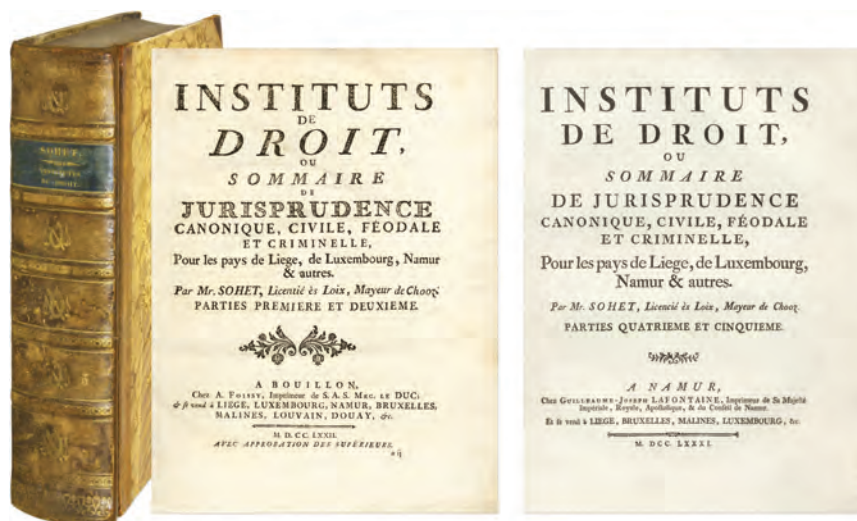 SOHET,
INSTITUTS
DE
DROIT,
OU
SOMMAIRE
DE
JURISPRUDENCE
CANONIQUE, CIVILE, FÉODALE
ET CRIMINELLE,
Pour les pays de Liege, de Luxembourg, Namur
& autres.
Par Mr. SOHET, Licentié ès Loix, Mayeur de Chooz.
PARTIES PREMIERE ET DEUXIEME.
A BOUILLON,
Chez A. FOISSY, Imprimeur de S. A. S. MGR. LE DUC;
& se vend à LIEGE, LUXEMBOURG, NAMUR, BRUXELLES,
MALINES, LOUVAIN, DOUAY, &c.
M. D. CC. LXXII.
AVEC APPROBATION DES SUPÉRIEURS.
a ij
INSTITUTS
DE DROIT,
OU
SOMMAIRE
DE JURISPRUDENCE
CANONIQUE, CIVILE, FÉODALE
ET CRIMINELLE,
Pour les pays de Liege, de Luxembourg,
Namur & autres.
Par Mr. SOHET, Licentié ès Loix, Mayeur de Chooz.
PARTIES QUATRIEME ET CINQUIEME.
A NAMUR,
Chez GUILLEAUME-JOSEPH LAFONTAINE, Imprimeur de Sa Majesté
Impériale, Royale, Apostolique, & du Conseil de Namur.
Et se vend à LIEGE, BRUXELLES, MALINES, LUXEMBOURG, &c.
M. DCC. LXXXI.